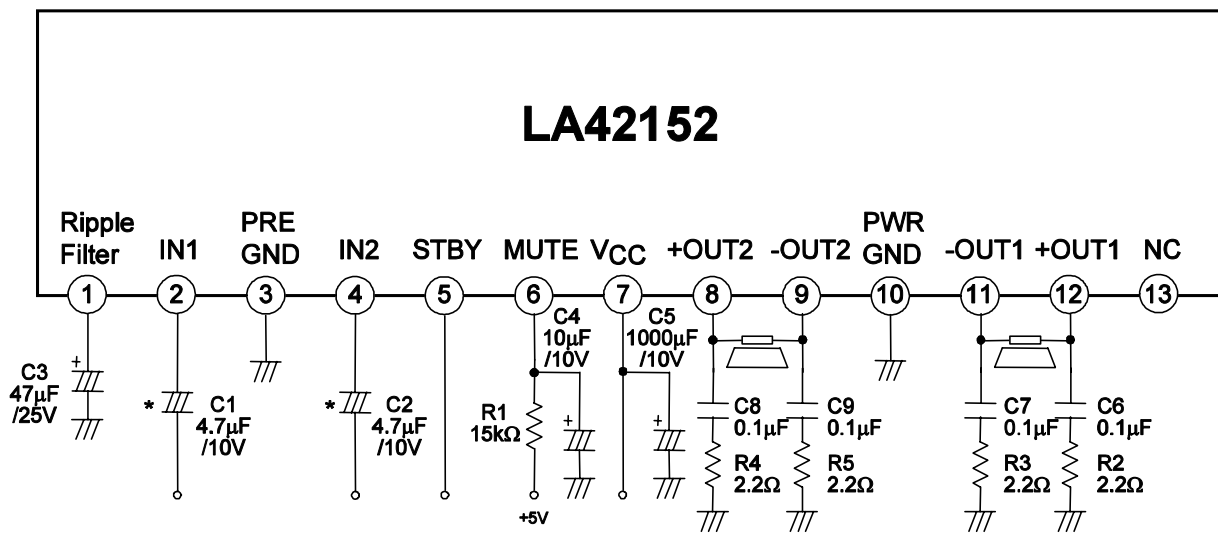 LA42152
Ripple
Filter
IN1
PRE
GND
IN2
STBY
MUTE
VCC
+OUT2
-OUT2
PWR
GND
-OUT1
+OUT1
NC
1
2
3
4
5
6
7
8
9
10
11
12
13
+
C3
47µF
/25V
*
C1
4.7µF
/10V
*
C2
4.7µF
/10V
C4
10µF
/10V
R1
15kΩ
+
+5V
C5
1000µF
/10V
+
C8
0.1µF
R4
2.2Ω
C9
0.1µF
R5
2.2Ω
C7
0.1µF
R3
2.2Ω
C6
0.1µF
R2
2.2Ω